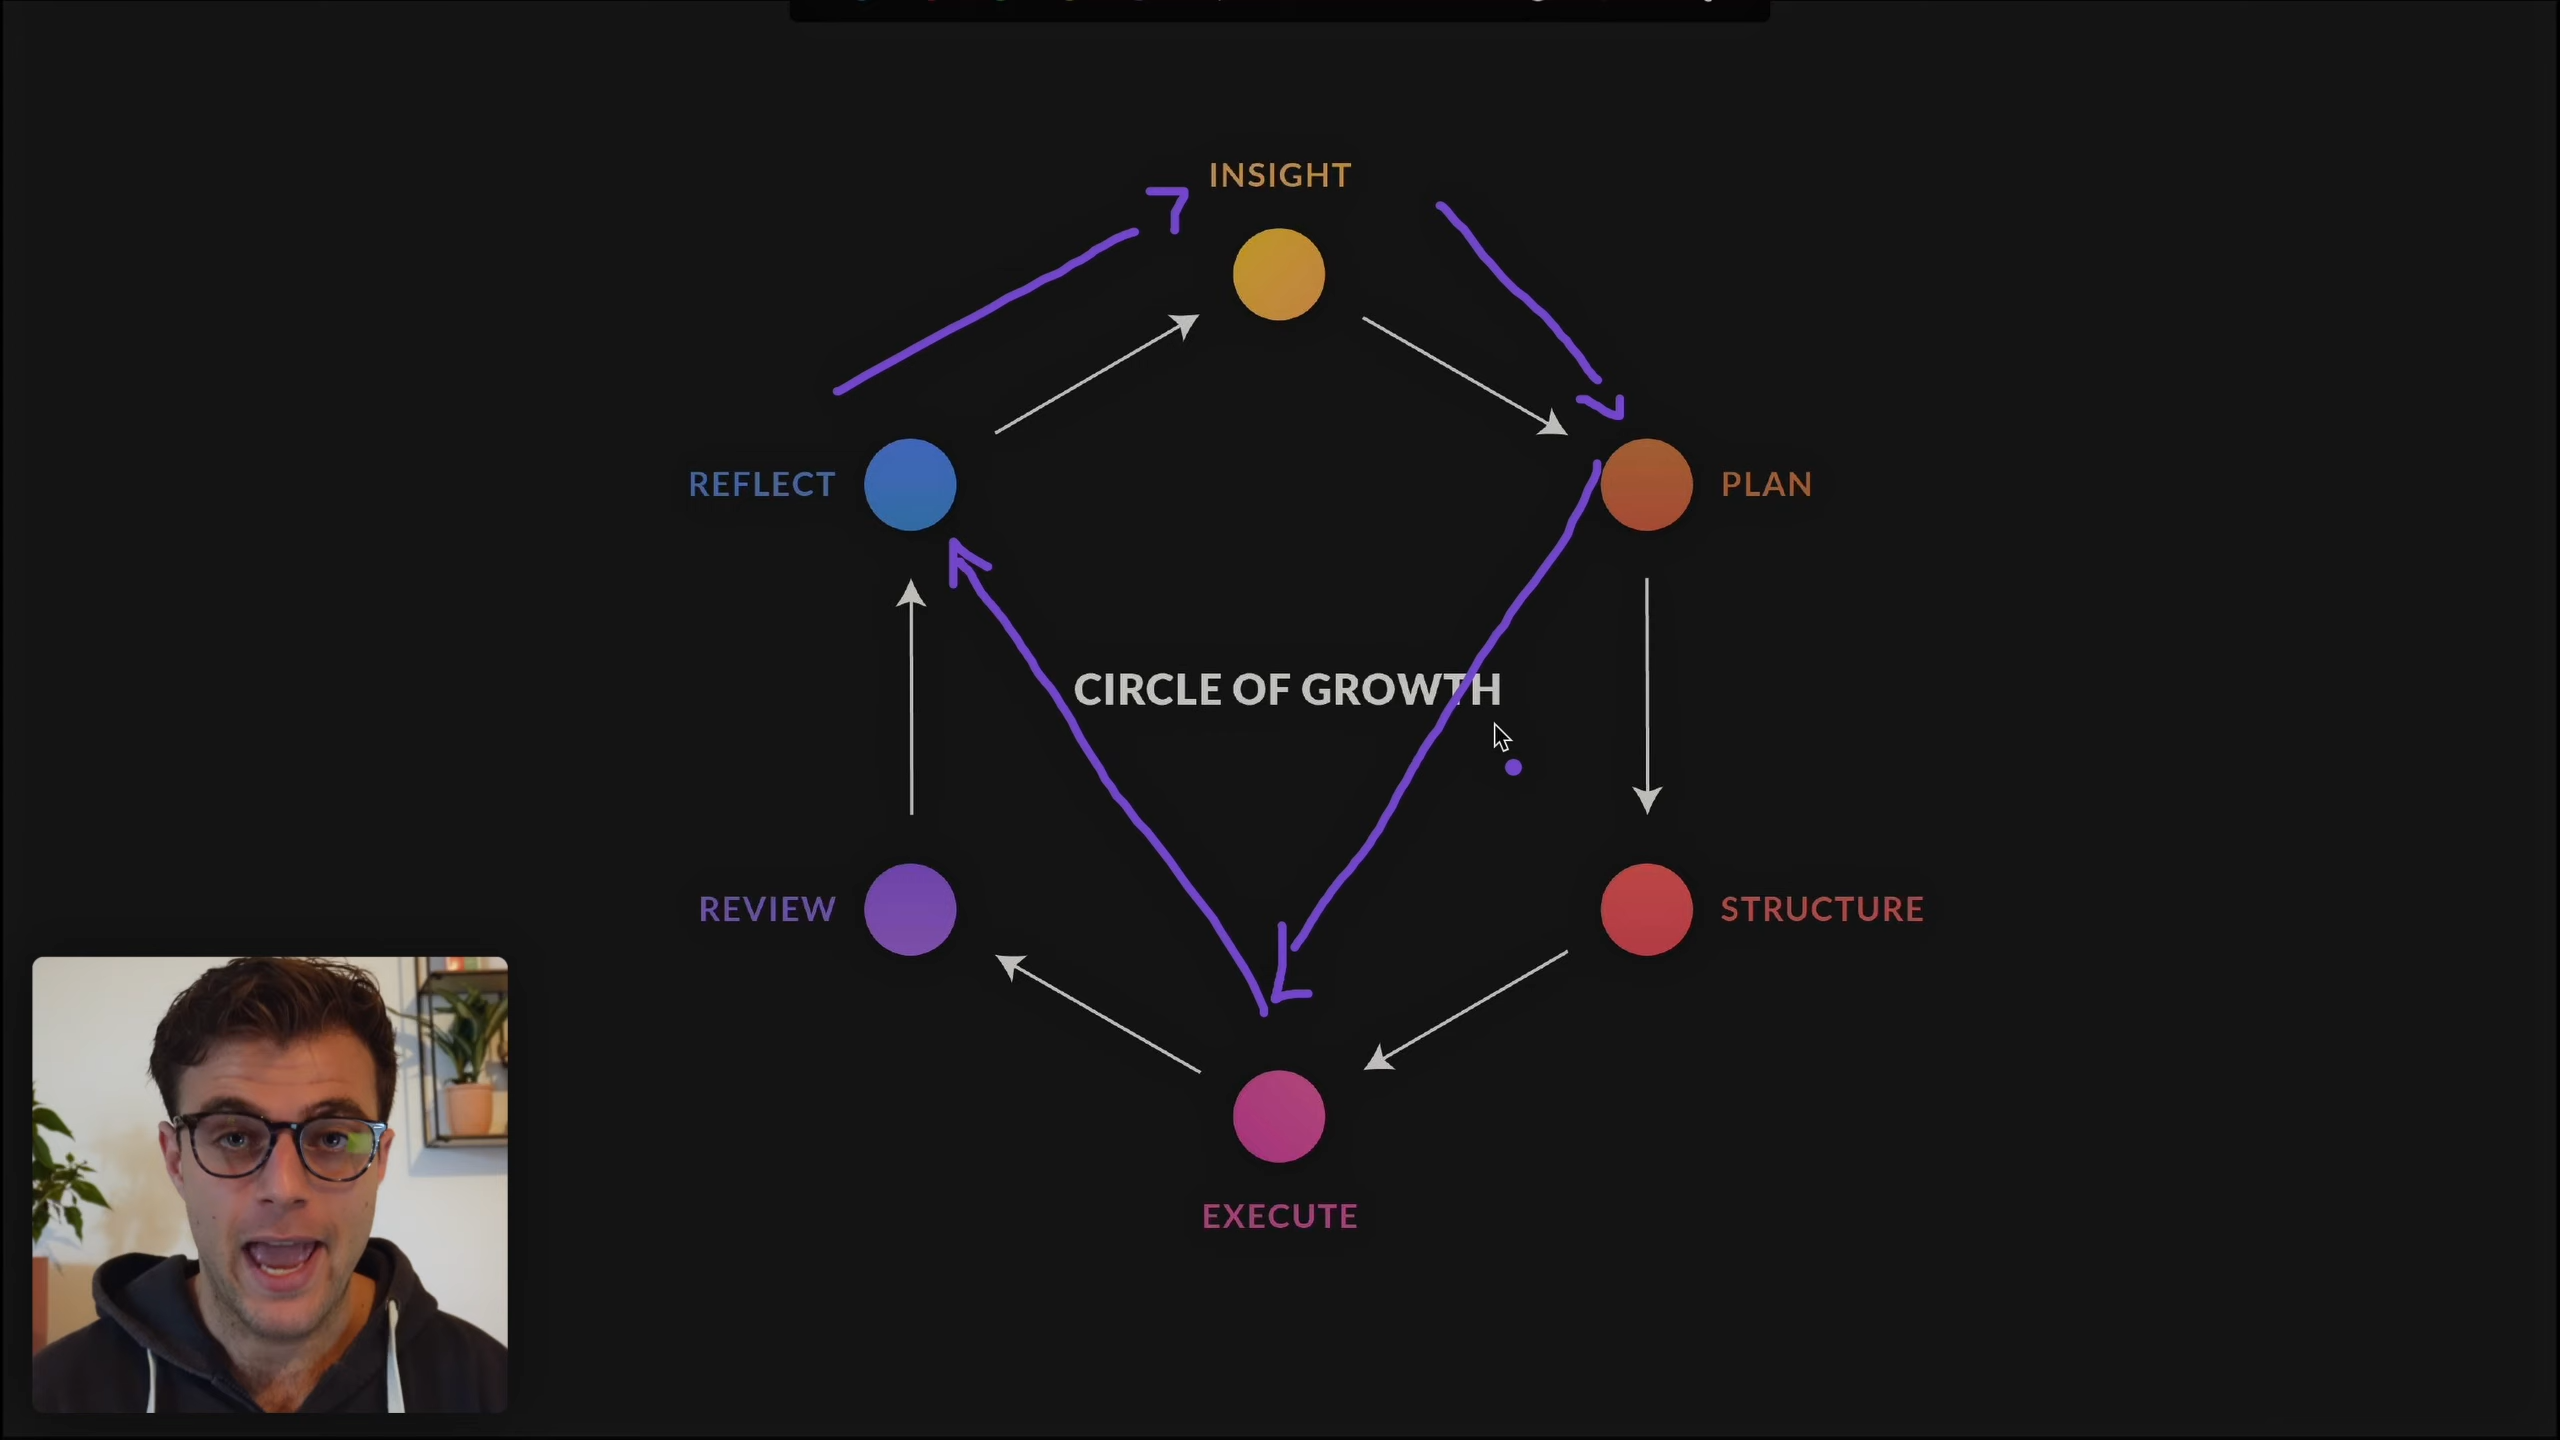 INSIGHT
REFLECT
PLAN
CIRCLE OF GROWTH
REVIEW
STRUCTURE
EXECUTE